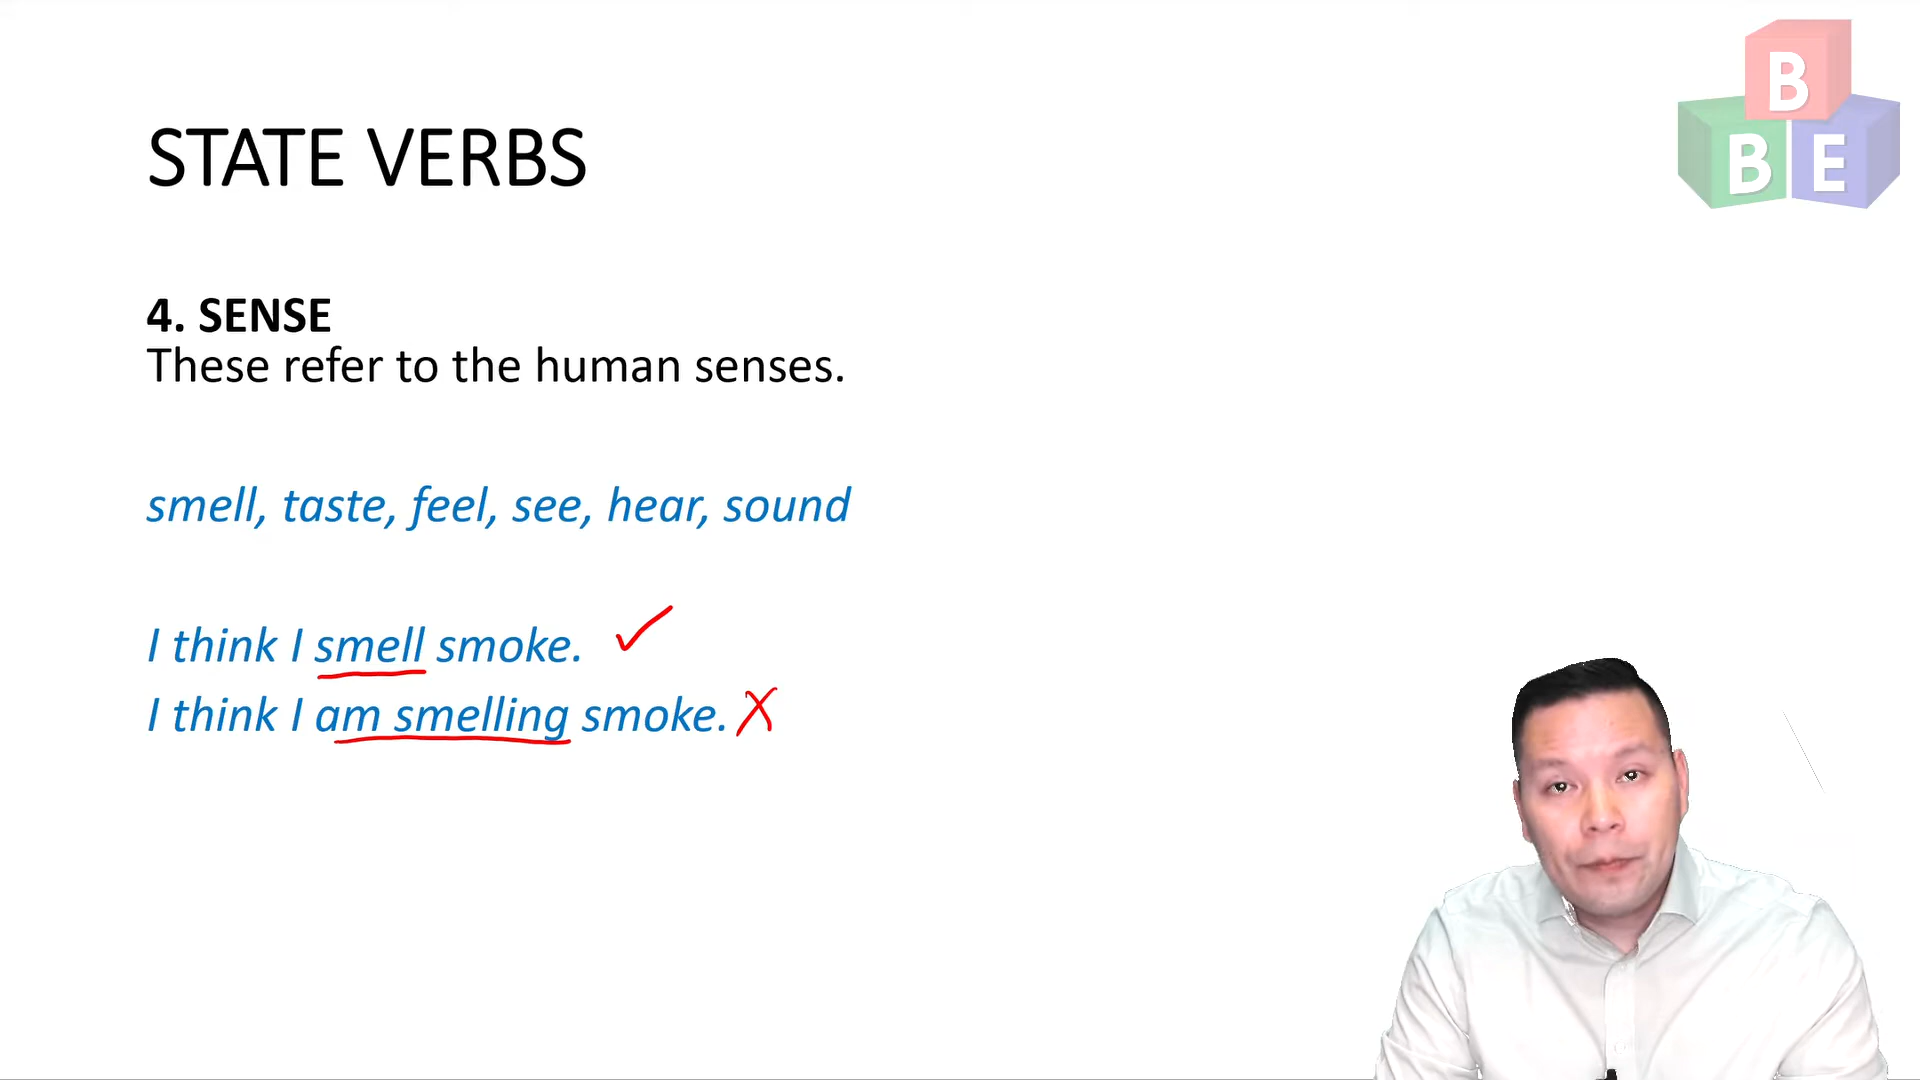 B
B E
STATE VERBS
4. SENSE
These refer to the human senses.
smell, taste, feel, see, hear, sound
I think I smell smoke. ✓
I think I am smelling smoke. X